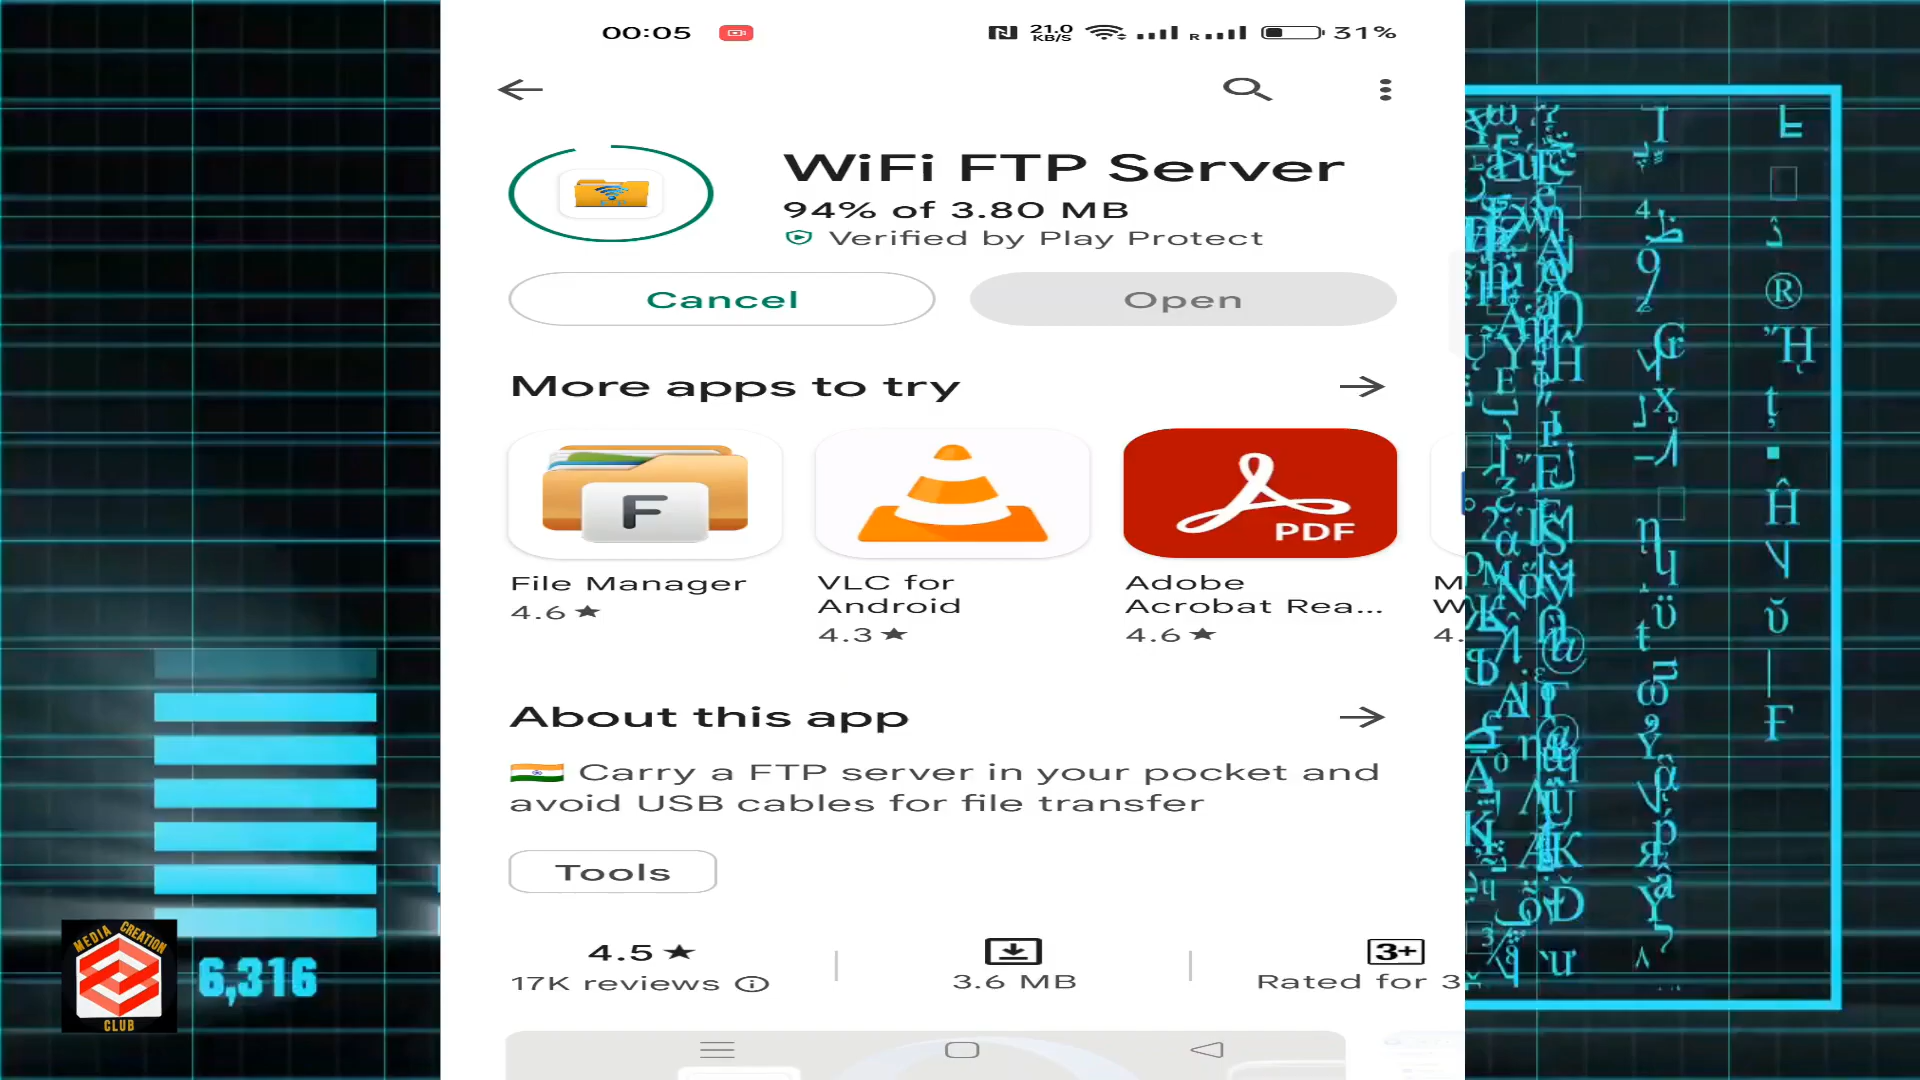 00:05
21.0
KB/S
R
31%
WiFi FTP Server
94% of 3.80 MB
Verified by Play Protect
Cancel
Open
More apps to try
F
PDF
File Manager
4.6 ★
VLC for
Android
4.3 ★
Adobe
Acrobat Rea...
4.6 ★
4.
About this app
🇮🇳 Carry a FTP server in your pocket and
avoid USB cables for file transfer
Tools
4.5 ★
17K reviews
3.6 MB
3+
Rated for 3
MEDIA CREATION
CLUB
6,316